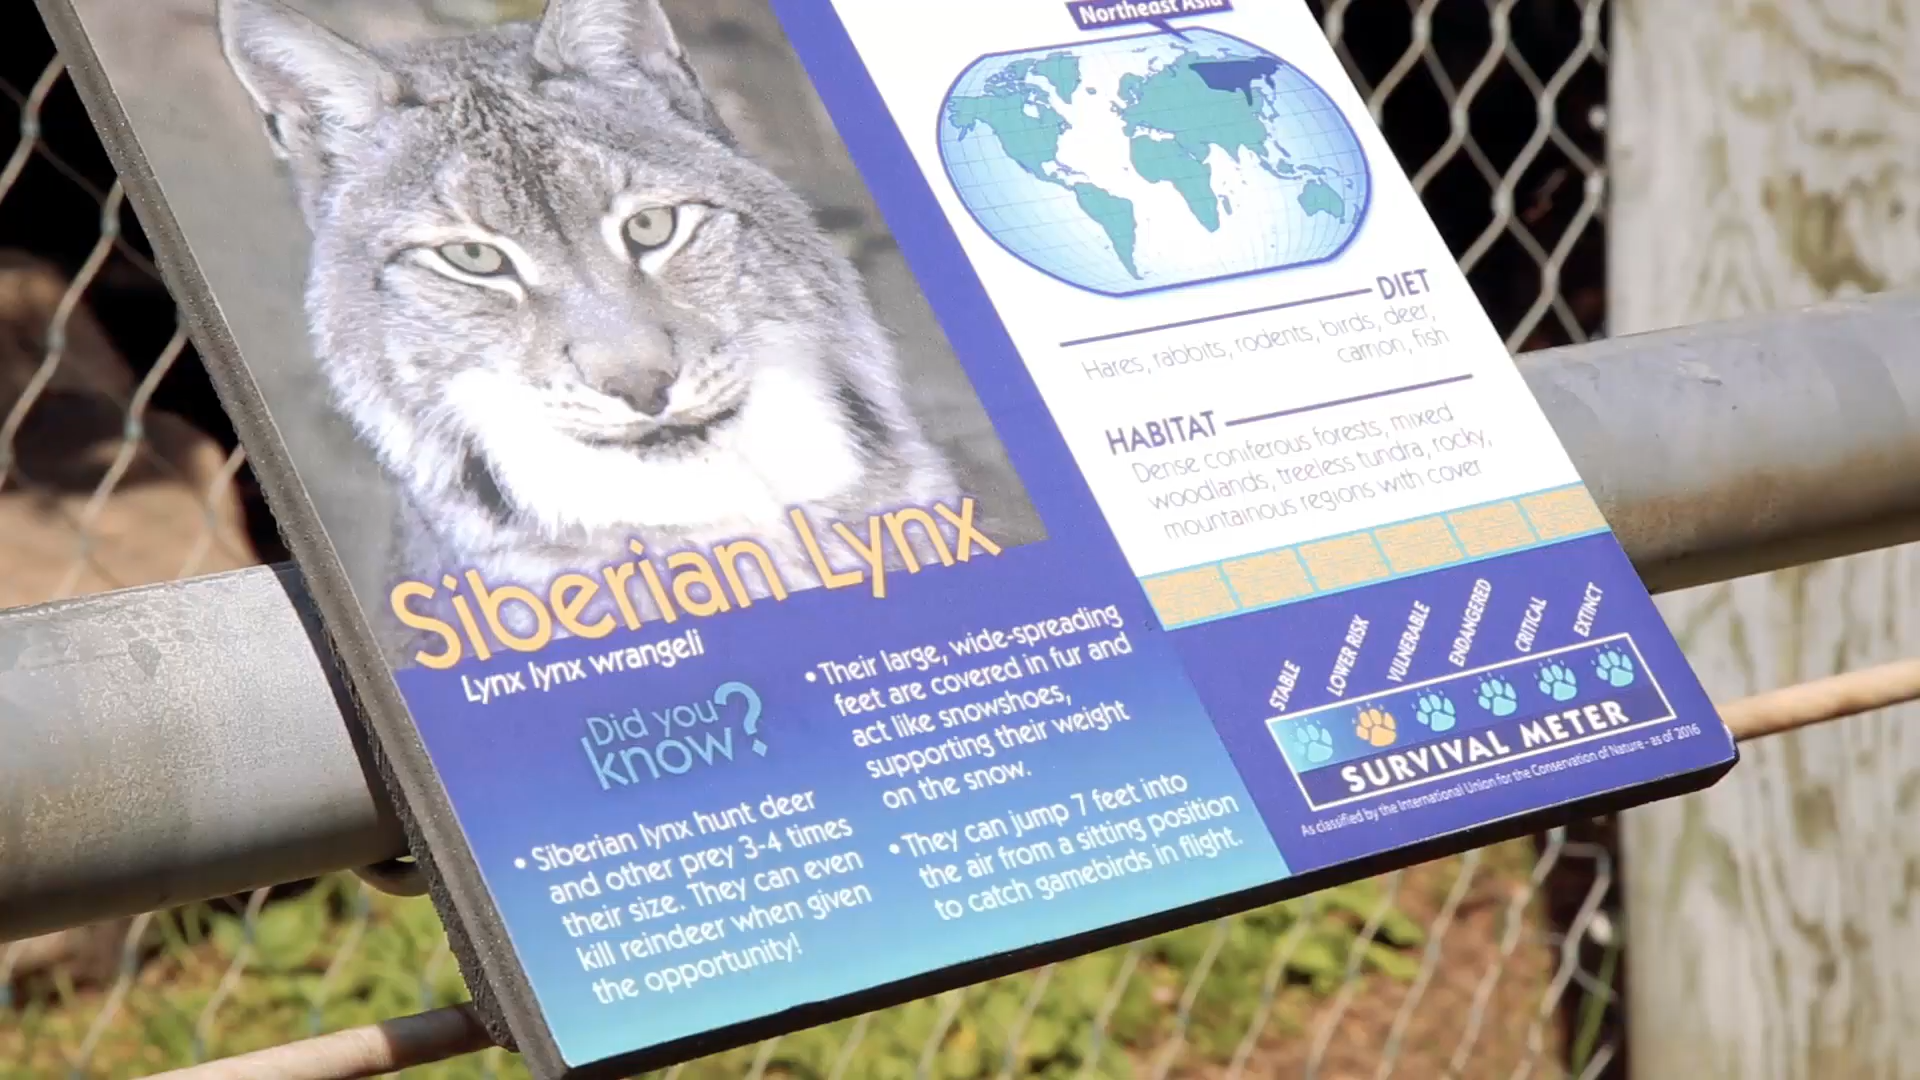 Northeast Asia
DIET
Hares, rabbits, rodents, birds, deer,
carrion, fish
HABITAT
Dense coniferous forests, mixed
woodlands, treeless tundra, rocky,
mountainous regions with cover
Siberian Lynx
Lynx lynx wrangeli
Did you
know?
• Siberian lynx hunt deer
and other prey 3-4 times
their size. They can even
kill reindeer when given
the opportunity!
• Their large, wide-spreading
feet are covered in fur and
act like snowshoes,
supporting their weight
on the snow.
• They can jump 7 feet into
the air from a sitting position
to catch gamebirds in flight.
STABLE
LOWER RISK
VULNERABLE
ENDANGERED
CRITICAL
EXTINCT
SURVIVAL METER
As classified by the International Union for the Conservation of Nature - as of 2016